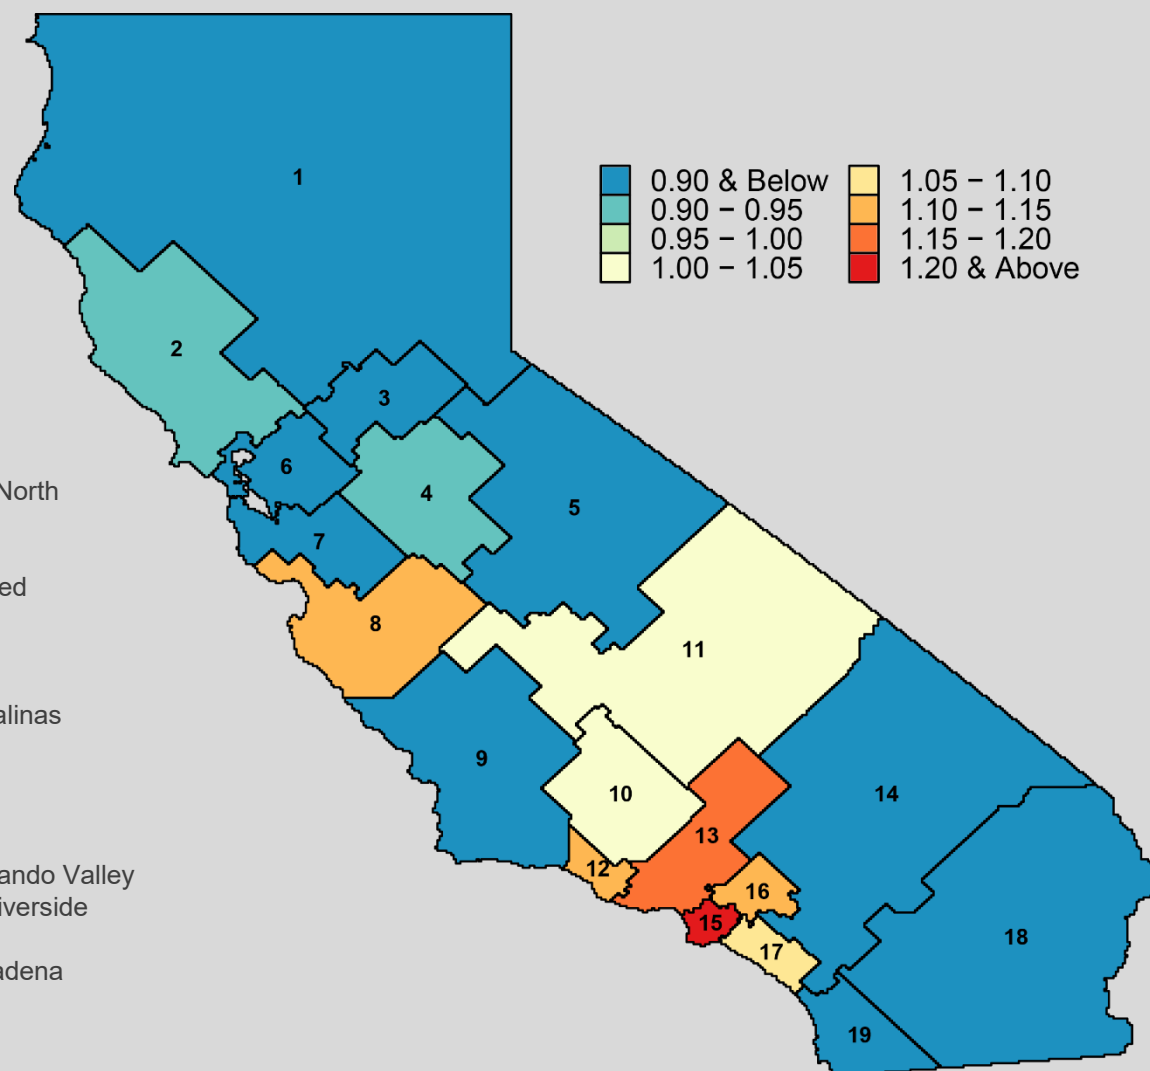 1
0.90 & Below
0.90 – 0.95
0.95 – 1.00
1.00 – 1.05
1.05 – 1.10
1.10 – 1.15
1.15 – 1.20
1.20 & Above
2
3
6
4
5
7
8
11
9
10
14
13
12
16
15
17
18
19
North
ed
alinas
ando Valley
iverside
adena